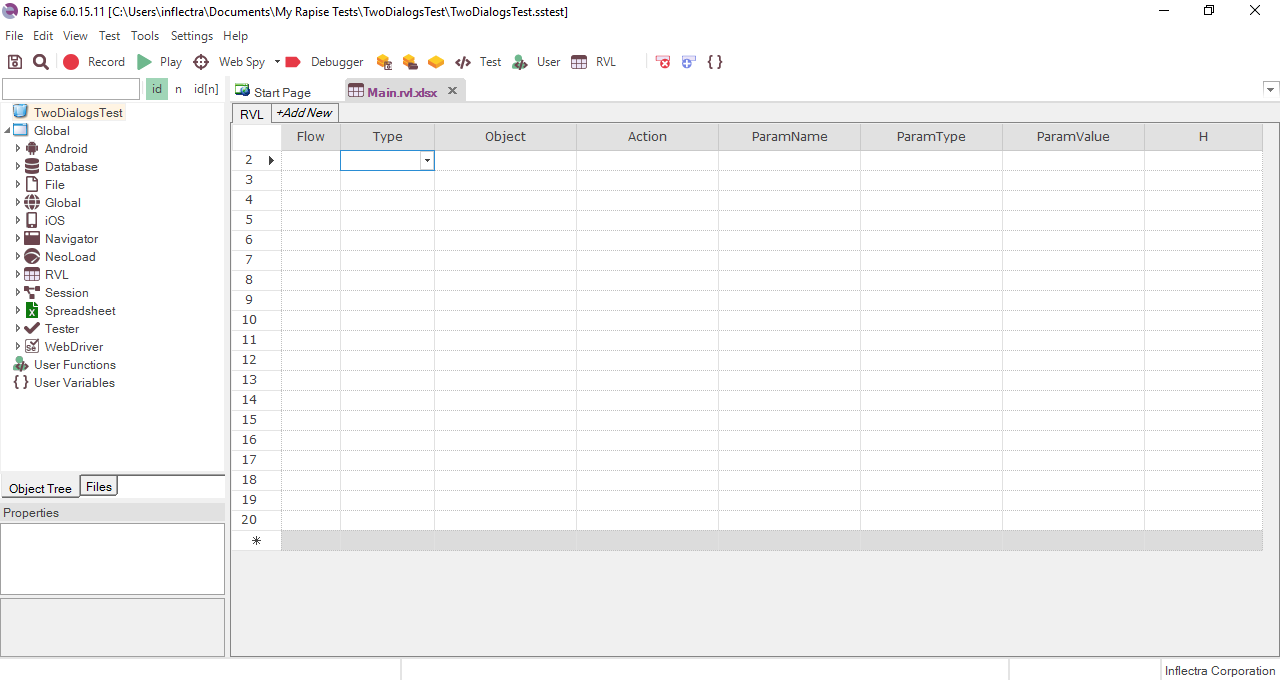 Rapise 6.0.15.11 [C:\Users\inflectra\Documents\My Rapise Tests\TwoDialogsTest\TwoDialogsTest.sstest]
File Edit View Test Tools Settings Help
Record Play Web Spy Debugger Test User RVL { }
id n id[n] Start Page Main.rvl.xlsx
RVL +Add New
TwoDialogsTest
Global
Android
Database
File
Global
iOS
Navigator
NeoLoad
RVL
Session
Spreadsheet
Tester
WebDriver
User Functions
{ } User Variables
Object Tree Files
Properties
Flow Type Object Action ParamName ParamType ParamValue H
2
3
4
5
6
7
8
9
10
11
12
13
14
15
16
17
18
19
20
*
Inflectra Corporation